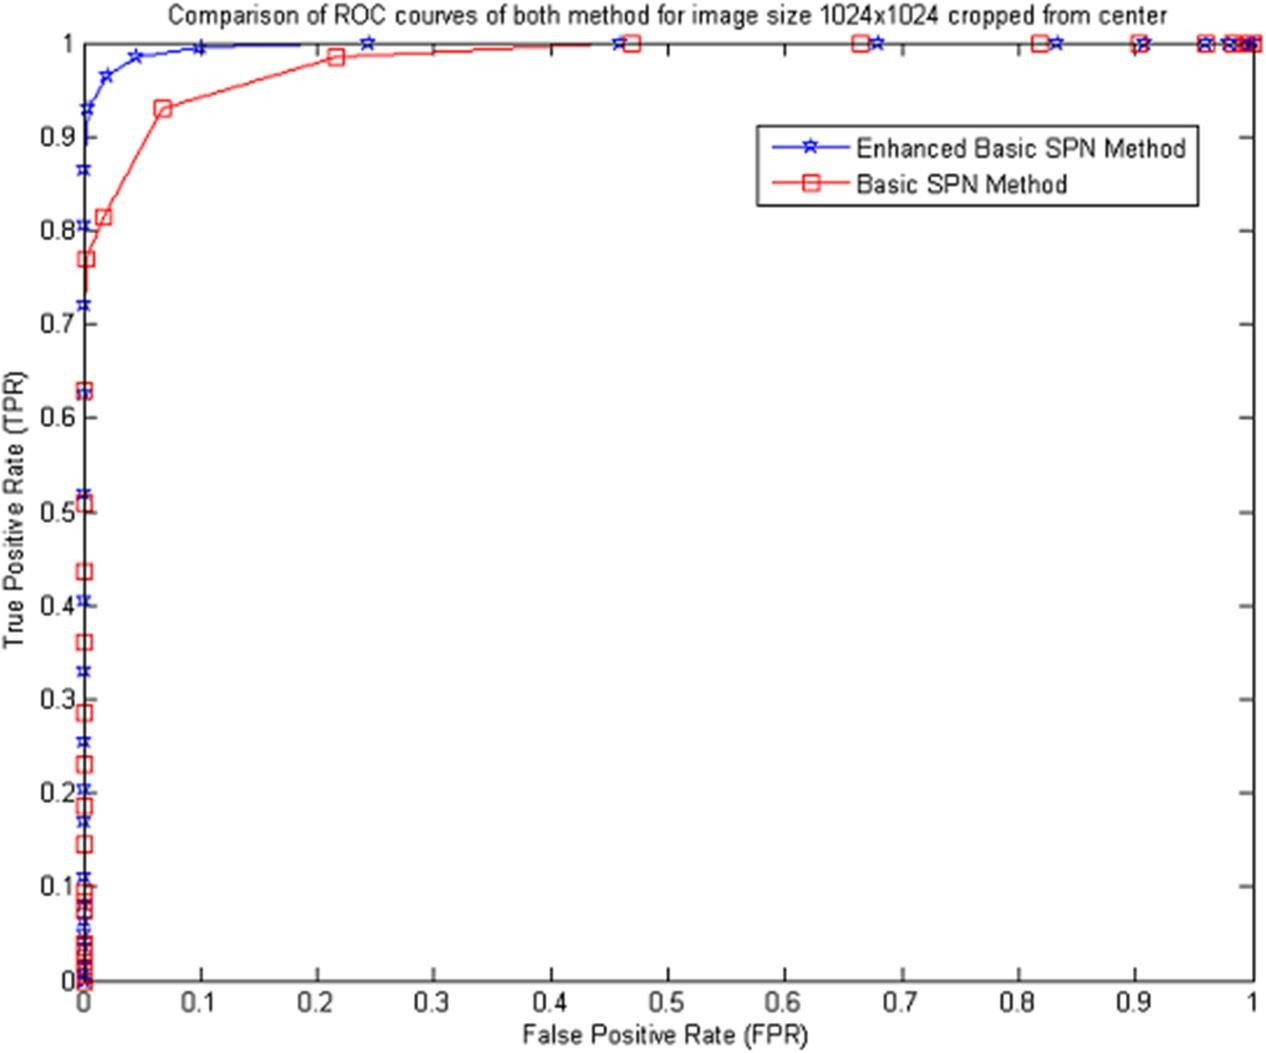 Comparison of ROC courves of both method for image size 1024x1024 cropped from center
1
0.9
0.8
0.7
0.6
0.5
0.4
0.3
0.2
0.1
0
True Positive Rate (TPR)
Enhanced Basic SPN Method
Basic SPN Method
0 0.1 0.2 0.3 0.4 0.5 0.6 0.7 0.8 0.9 1
False Positive Rate (FPR)